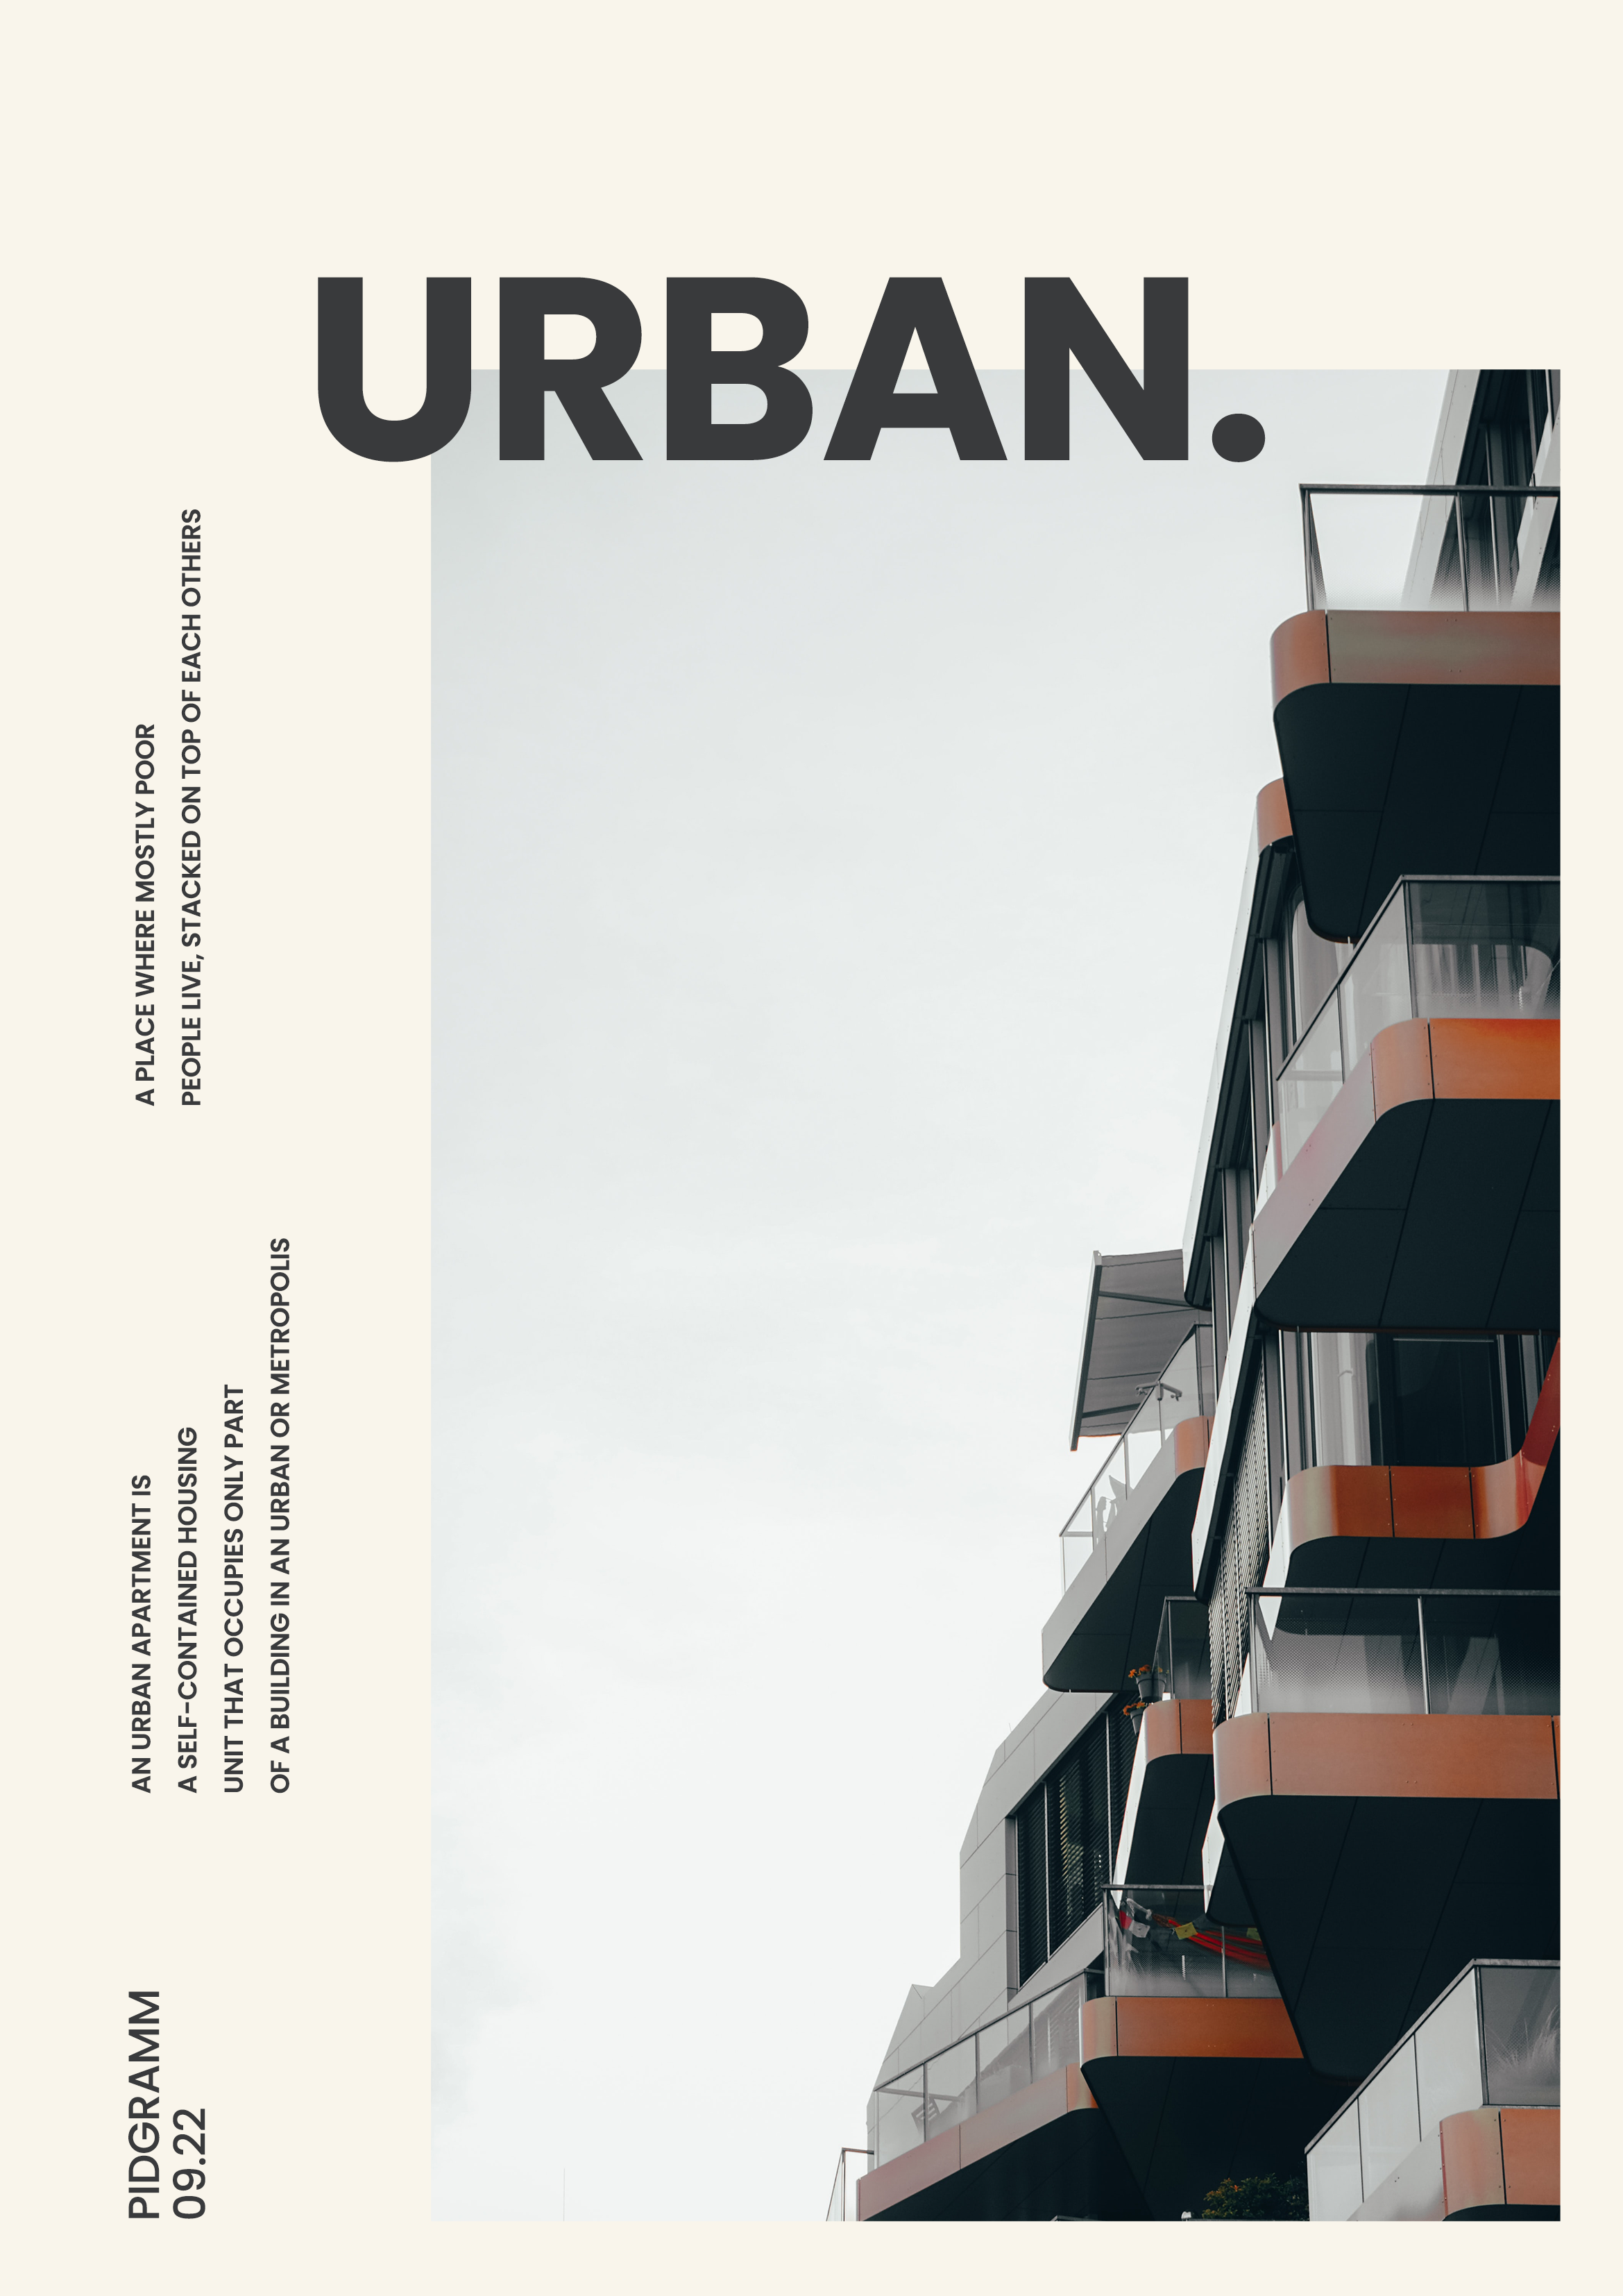 URBAN.
A PLACE WHERE MOSTLY POOR
PEOPLE LIVE, STACKED ON TOP OF EACH OTHERS
AN URBAN APARTMENT IS
A SELF-CONTAINED HOUSING
UNIT THAT OCCUPIES ONLY PART
OF A BUILDING IN AN URBAN OR METROPOLIS
PIDGRAMM
09.22